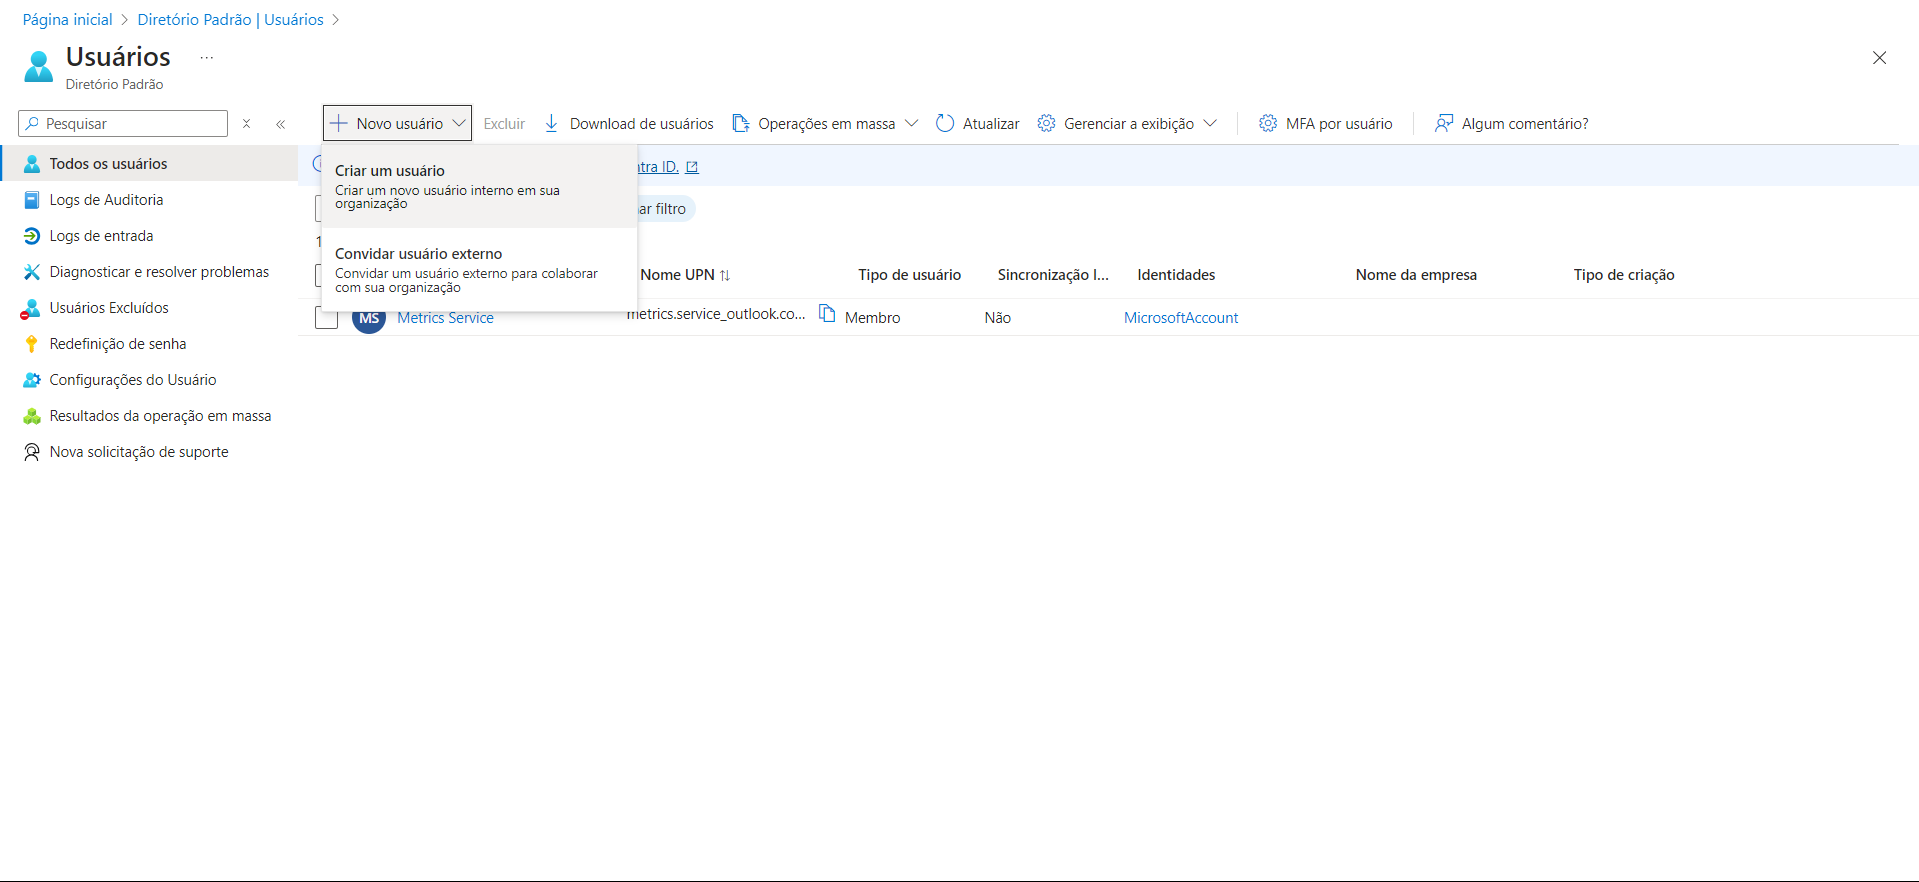 Página inicial > Diretório Padrão | Usuários >
Usuários ...
Diretório Padrão
Pesquisar
Novo usuário
Excluir
Download de usuários
Operações em massa
Atualizar
Gerenciar a exibição
MFA por usuário
Algum comentário?
Todos os usuários
Logs de Auditoria
Logs de entrada
Diagnosticar e resolver problemas
Usuários Excluídos
Redefinição de senha
Configurações do Usuário
Resultados da operação em massa
Nova solicitação de suporte
Criar um usuário
Criar um novo usuário interno em sua
organização
Convidar usuário externo
Convidar um usuário externo para colaborar
com sua organização
ntra ID.
ar filtro
1
Nome UPN
Tipo de usuário
Sincronização l...
Identidades
Nome da empresa
Tipo de criação
MS
Metrics Service
metrics.service_outlook.co...
Membro
Não
MicrosoftAccount